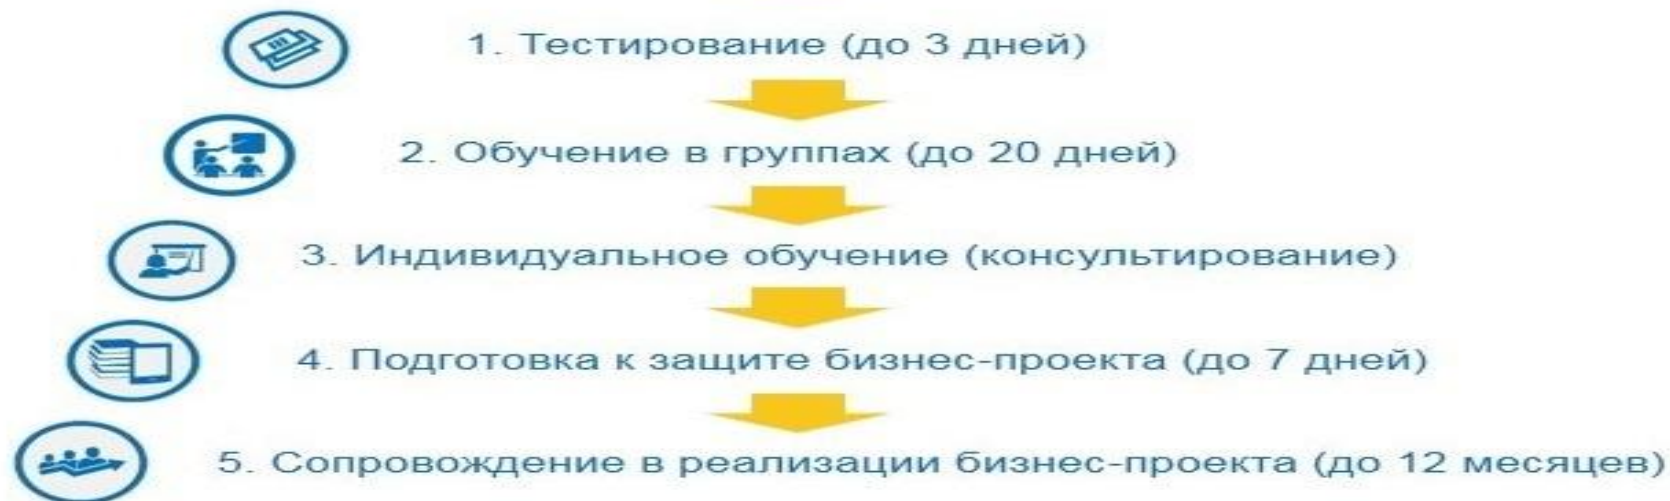 1. Тестирование (до 3 дней)
2. Обучение в группах (до 20 дней)
3. Индивидуальное обучение (консультирование)
4. Подготовка к защите бизнес-проекта (до 7 дней)
5. Сопровождение в реализации бизнес-проекта (до 12 месяцев)